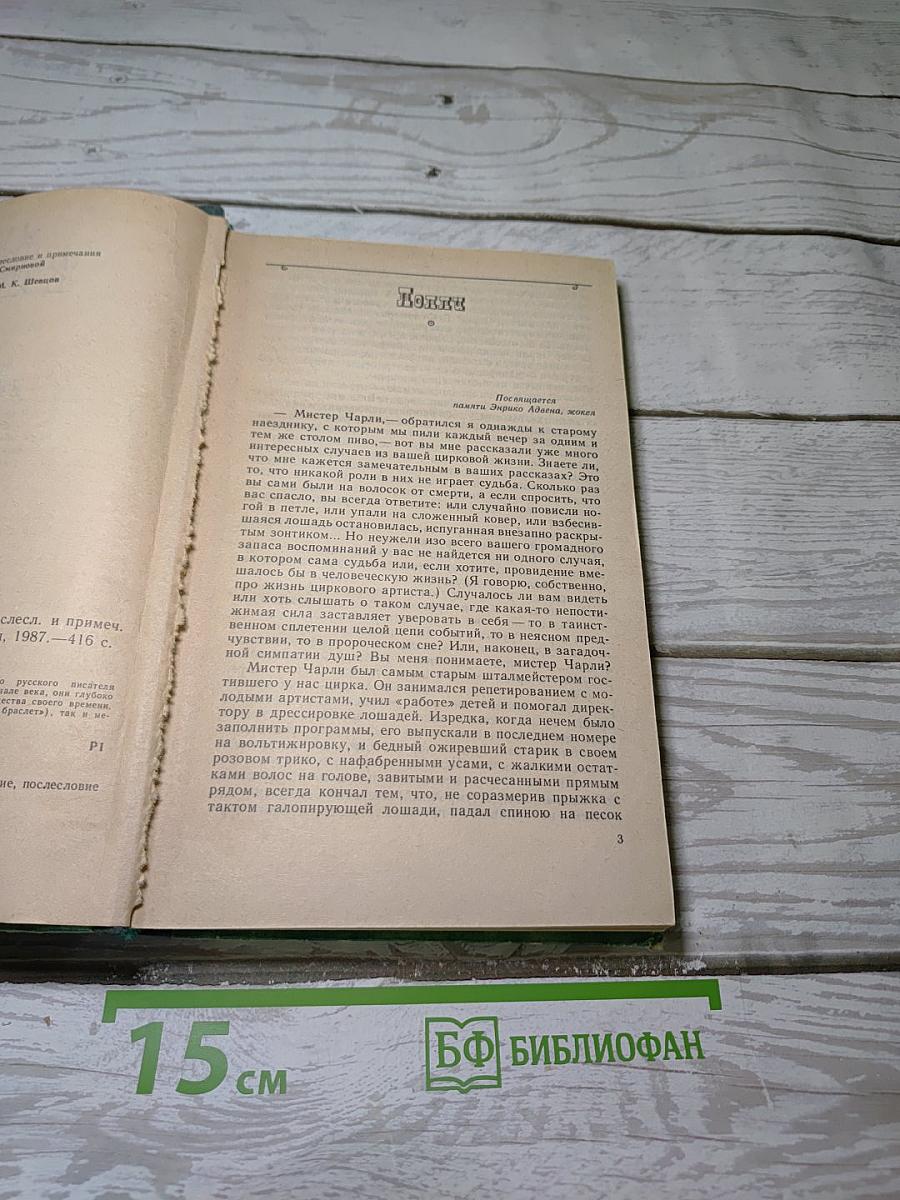 и примечания
Смирновой
К. Шевцов
и примеч.
1987.—416 с.
русского писателя
века, они глубоко
своего времени.
браслет»), так и ме-
Р1
послесловие
Лолли
Посвящается
памяти Энрико Адвена, жокея
— Мистер Чарли,— обратился я однажды к старому
наезднику, с которым мы пили каждый вечер за одним и
тем же столом пиво,— вот вы мне рассказали уже много
интересных случаев из вашей цирковой жизни. Знаете ли,
что мне кажется замечательным в ваших рассказах? Это
то, что никакой роли в них не играет судьба. Сколько раз
вы сами были на волосок от смерти, а если спросить, что
вас спасло, вы всегда ответите: или случайно повисли но-
гой в петле, или упали на сложенный ковер, или взбесив-
шаяся лошадь остановилась, испуганная внезапно раскры-
тым зонтиком... Но неужели изо всего вашего громадного
запаса воспоминаний у вас не найдется ни одного случая,
в котором сама судьба или, если хотите, провидение вме-
шалось бы в человеческую жизнь? (Я говорю, собственно,
про жизнь циркового артиста.) Случалось ли вам видеть
или хоть слышать о таком случае, где какая-то непости-
жимая сила заставляет уверовать в себя — то в таинст-
венном сплетении целой цепи событий, то в неясном пред-
чувствии, то в пророческом сне? Или, наконец, в загадоч-
ной симпатии душ? Вы меня понимаете, мистер Чарли?
Мистер Чарли был самым старым шталмейстером гос-
тившего у нас цирка. Он занимался репетированием с мо-
лодыми артистами, учил «работе» детей и помогал дирек-
тору в дрессировке лошадей. Изредка, когда нечем было
заполнить программы, его выпускали в последнем номере
на вольтижировку, и бедный ожиревший старик в своем
розовом трико, с нафабренными усами, с жалкими остат-
ками волос на голове, завитыми и расчесанными прямым
рядом, всегда кончал тем, что, не соразмерив прыжка с
тактом галопирующей лошади, падал спиною на песок
3
15 см
БФ БИБЛИОФАН